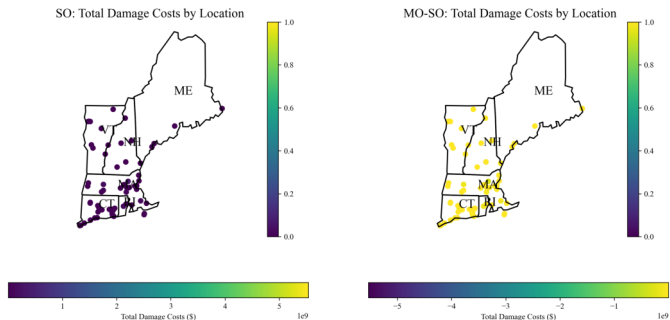 SO: Total Damage Costs by Location
1.0
0.8
0.6
0.4
0.2
0.0
ME
VT
NH
MA
CT
RI
1
2
3
4
5
1e9
Total Damage Costs ($)
MO-SO: Total Damage Costs by Location
1.0
0.8
0.6
0.4
0.2
0.0
ME
VT
NH
MA
CT
RI
−5
−4
−3
−2
−1
1e9
Total Damage Costs ($)